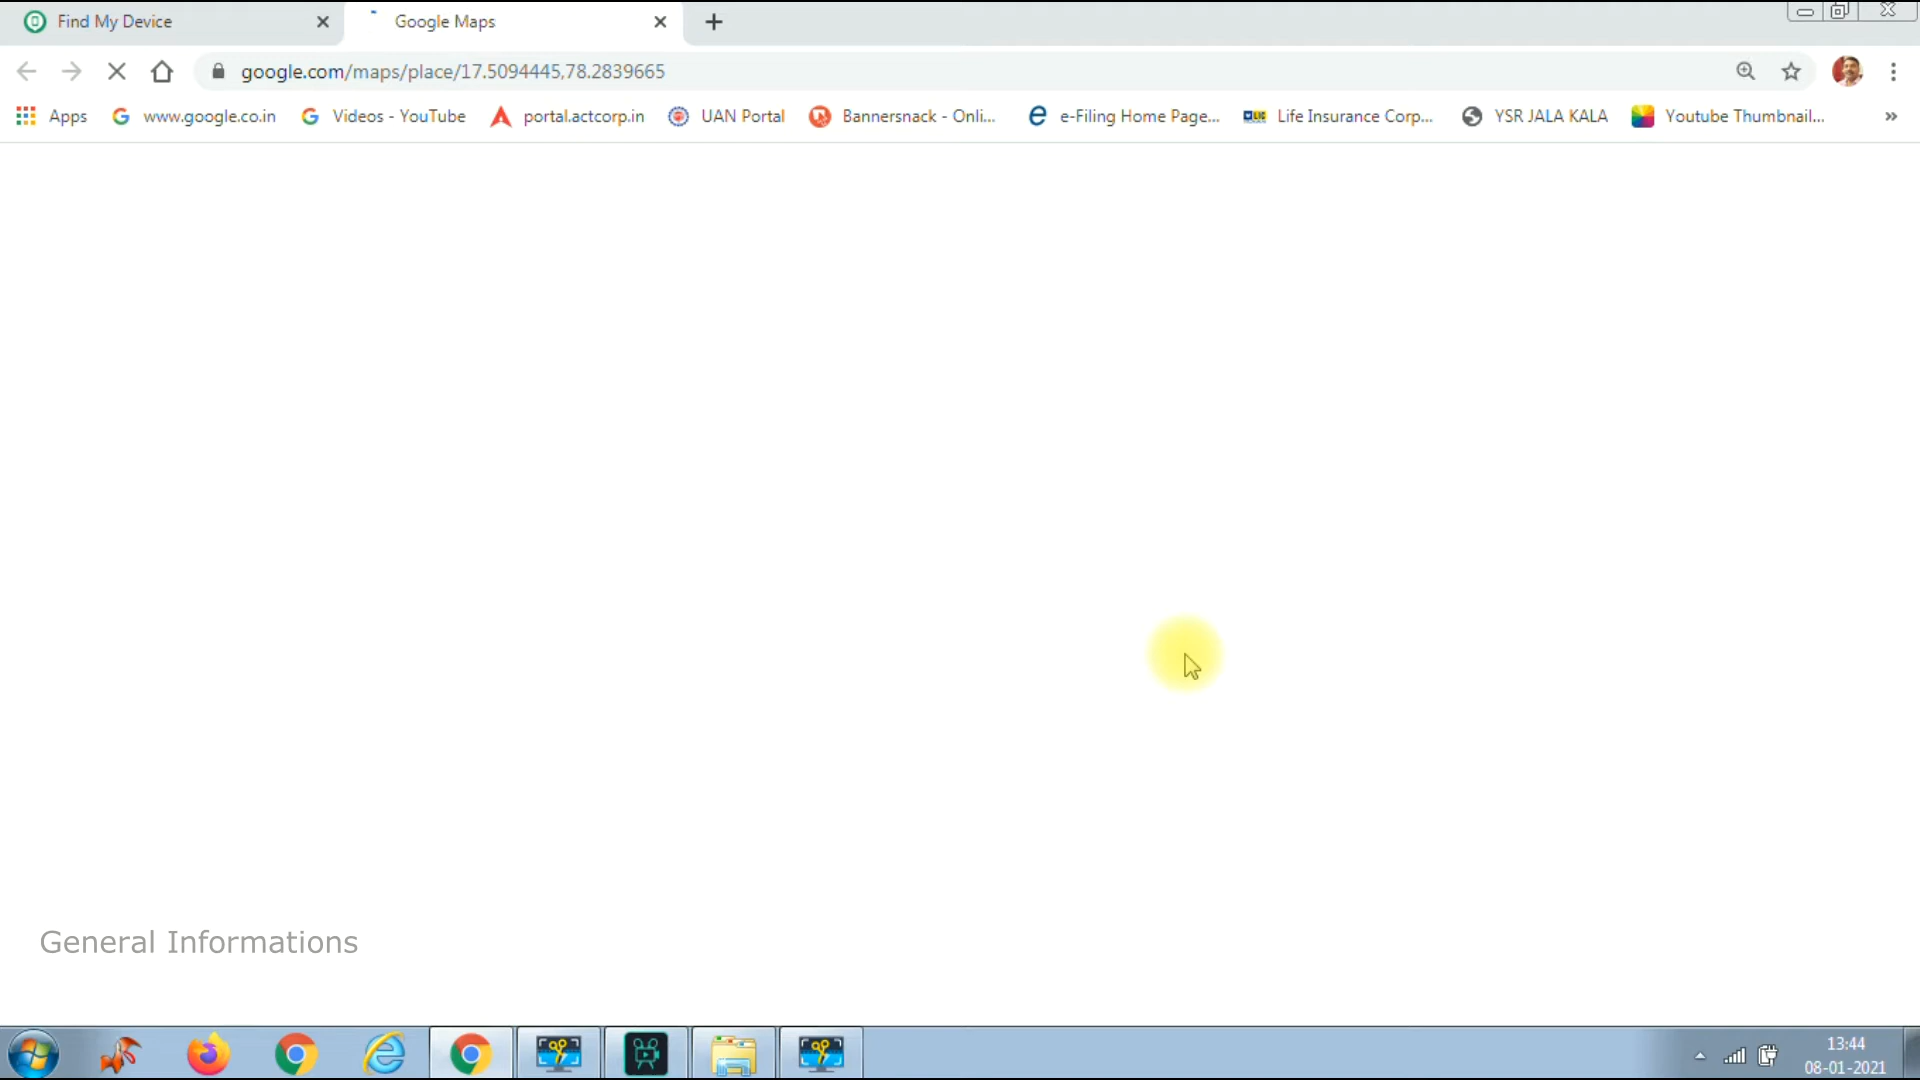 Find My Device
Google Maps
google.com/maps/place/17.5094445,78.2839665
Apps
www.google.co.in
Videos - YouTube
portal.actcorp.in
UAN Portal
Bannersnack - Onli...
e-Filing Home Page...
Life Insurance Corp...
YSR JALA KALA
Youtube Thumbnail...
General Informations
13:44
08-01-2021